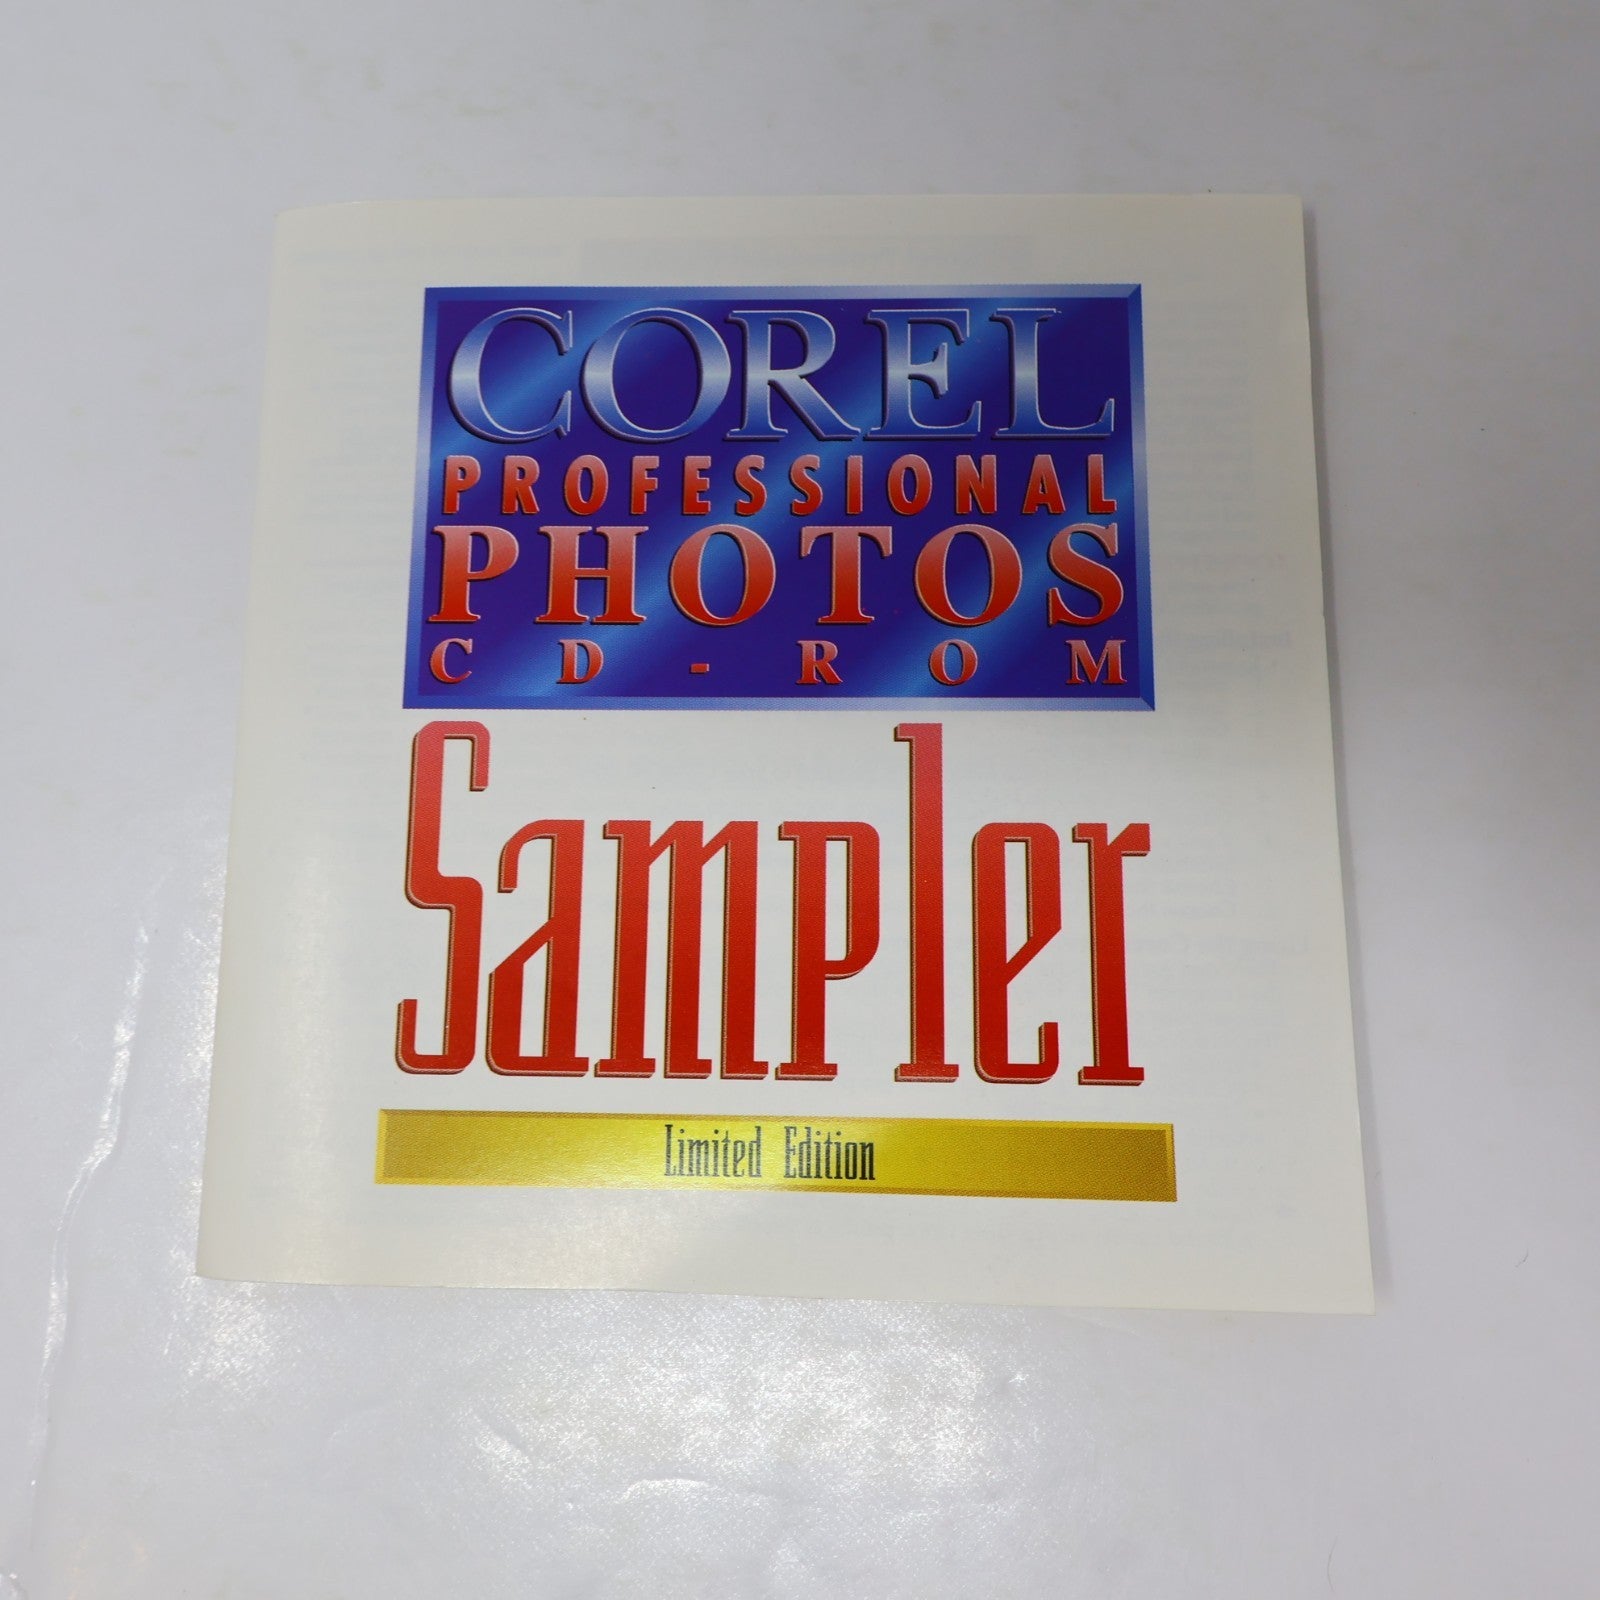 COREL
PROFESSIONAL
PHOTOS
CD-ROM
Sampler
Limited Edition